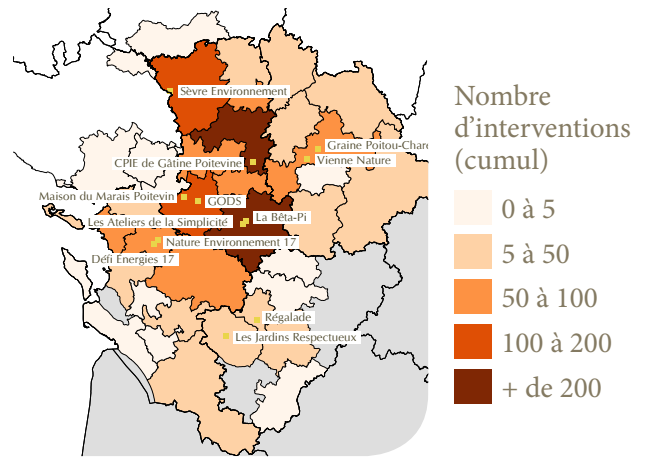 Sèvre Environnement
Graine Poitou-Char
CPIE de Gâtine Poitevine
Vienne Nature
Maison du Marais Poitevin
GODS
Les Ateliers de la Simplicité
La Bêta-Pi
Nature Environnement 17
Défi Energies 17
Régalade
Les Jardins Respectueux
Nombre
d'interventions
(cumul)
0 à 5
5 à 50
50 à 100
100 à 200
+ de 200